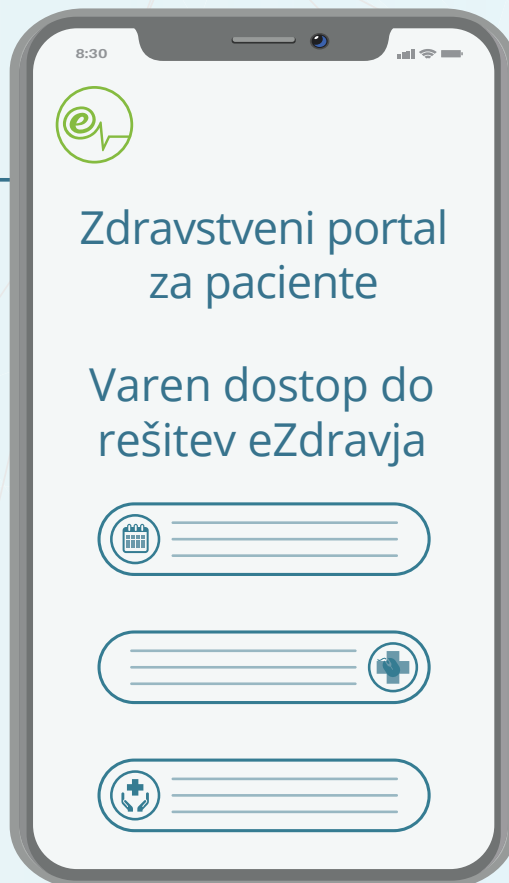 8:30
e
Zdravstveni portal
za paciente
Varen dostop do
rešitev eZdravja